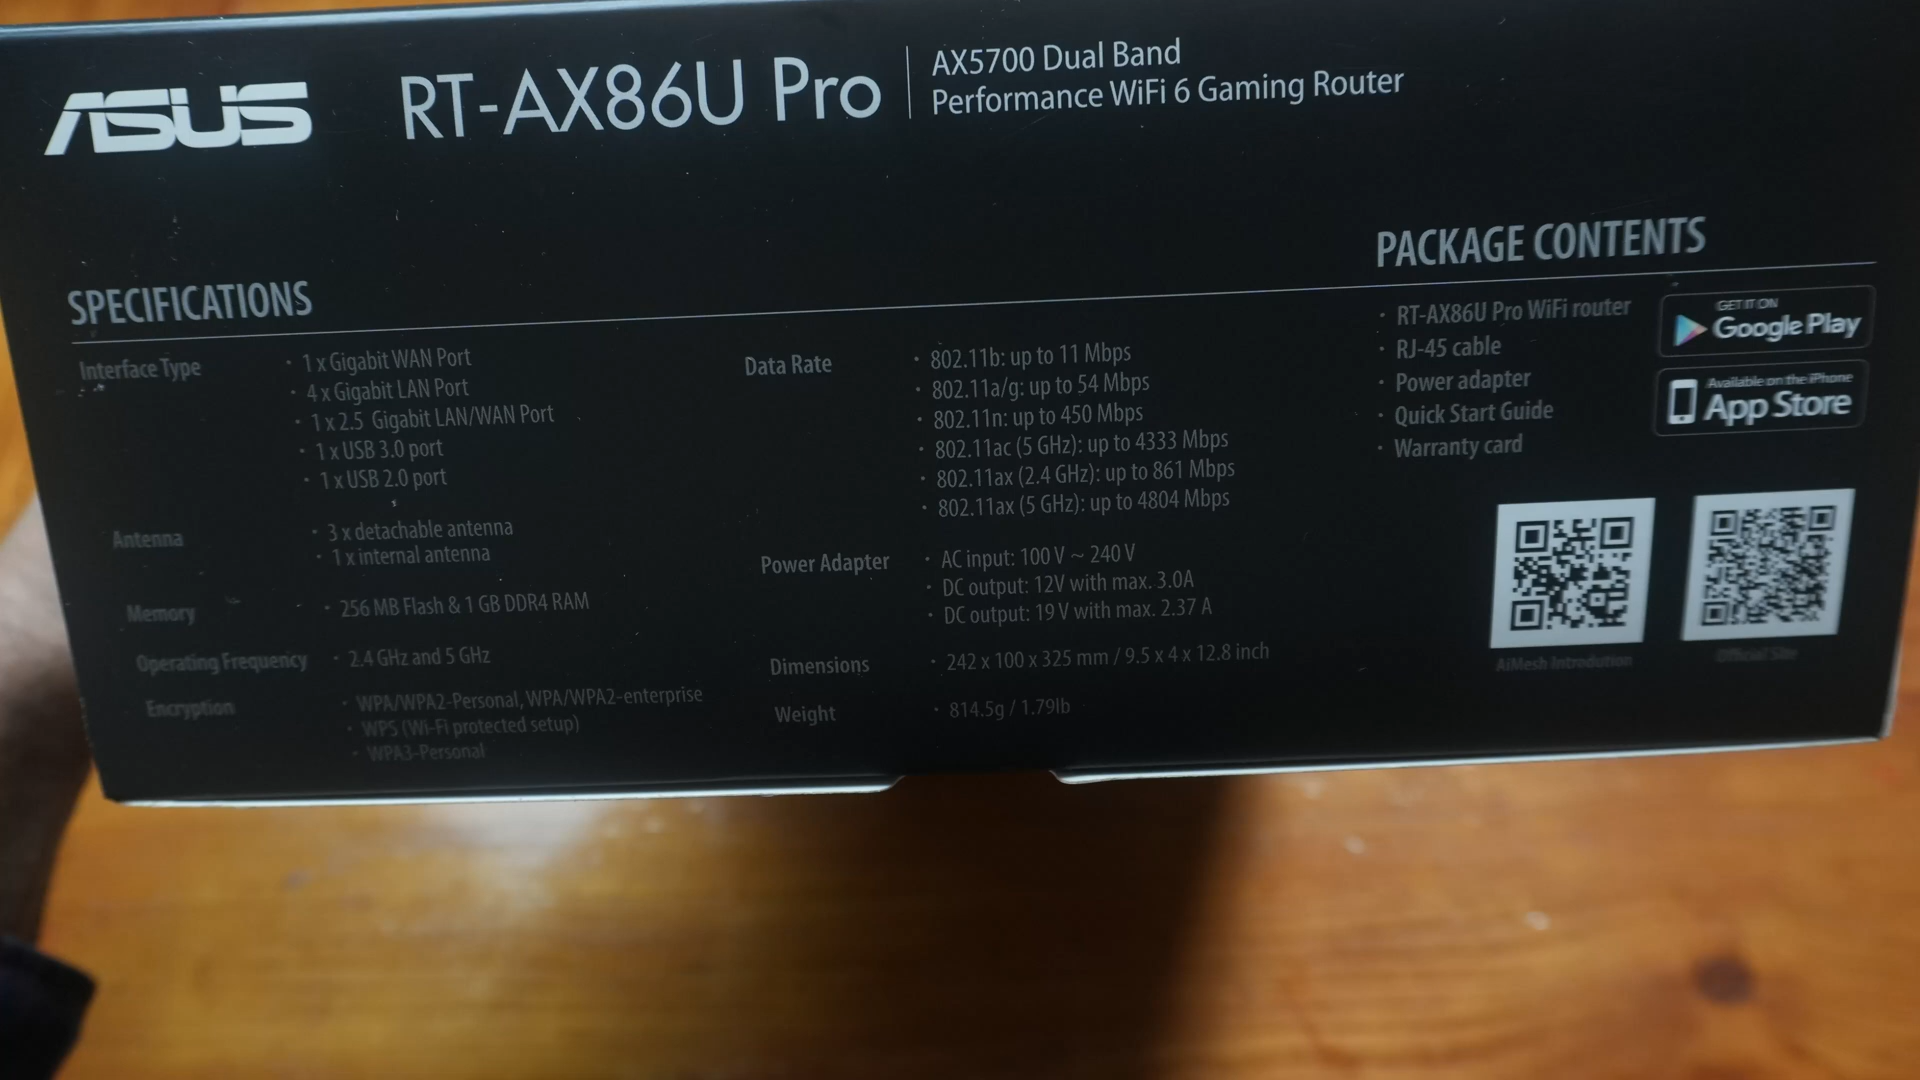 ASUS
RT-AX86U Pro
AX5700 Dual Band
Performance WiFi 6 Gaming Router
SPECIFICATIONS
Interface Type
· 1 x Gigabit WAN Port
· 4 x Gigabit LAN Port
· 1 x 2.5 Gigabit LAN/WAN Port
· 1 x USB 3.0 port
· 1 x USB 2.0 port
Antenna
· 3 x detachable antenna
· 1 x internal antenna
Memory
· 256 MB Flash & 1 GB DDR4 RAM
Operating Frequency
· 2.4 GHz and 5 GHz
Encryption
· WPA/WPA2-Personal, WPA/WPA2-enterprise
· WPS (Wi-Fi protected setup)
· WPA3-Personal
Data Rate
· 802.11b: up to 11 Mbps
· 802.11a/g: up to 54 Mbps
· 802.11n: up to 450 Mbps
· 802.11ac (5 GHz): up to 4333 Mbps
· 802.11ax (2.4 GHz): up to 861 Mbps
· 802.11ax (5 GHz): up to 4804 Mbps
Power Adapter
· AC input: 100 V ~ 240 V
· DC output: 12V with max. 3.0A
· DC output: 19 V with max. 2.37 A
Dimensions
· 242 x 100 x 325 mm / 9.5 x 4 x 12.8 inch
Weight
· 814.5g / 1.79lb
PACKAGE CONTENTS
· RT-AX86U Pro WiFi router
· RJ-45 cable
· Power adapter
· Quick Start Guide
· Warranty card
GET IT ON
Google Play
Available on the iPhone
App Store
AiMesh Introdution
Official Site